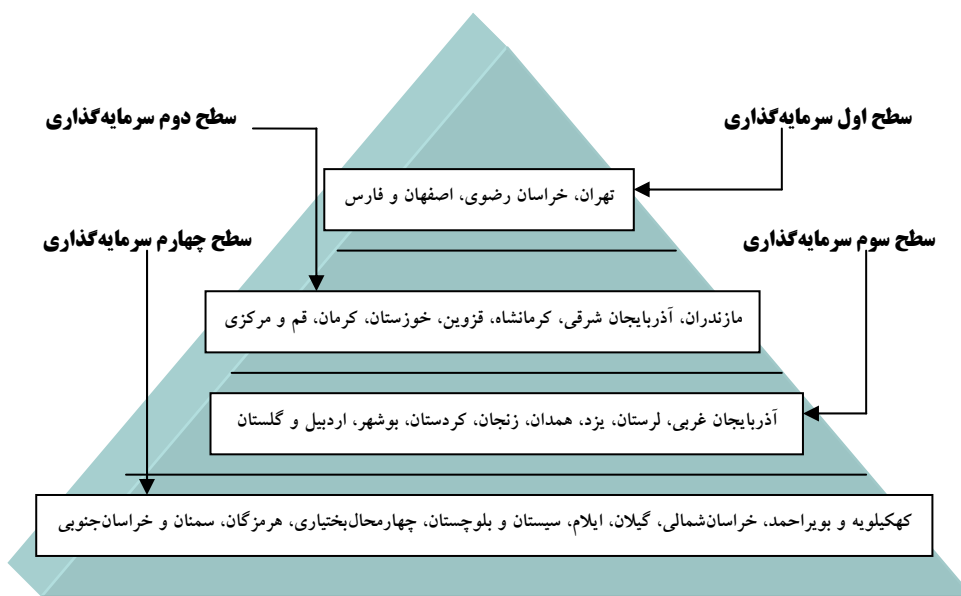 سطح اول سرمایه‌گذاری
سطح دوم سرمایه‌گذاری
تهران، خراسان رضوی، اصفهان و فارس
سطح سوم سرمایه‌گذاری
سطح چهارم سرمایه‌گذاری
مازندران، آذربایجان شرقی، کرمانشاه، قزوین، خوزستان، کرمان، قم و مرکزی
آذربایجان غربی، لرستان، یزد، همدان، زنجان، کردستان، بوشهر، اردبیل و گلستان
کهکیلویه و بویراحمد، خراسان‌شمالی، گیلان، ایلام، سیستان و بلوچستان، چهارمحال‌بختیاری، هرمزگان، سمنان و خراسان‌جنوبی